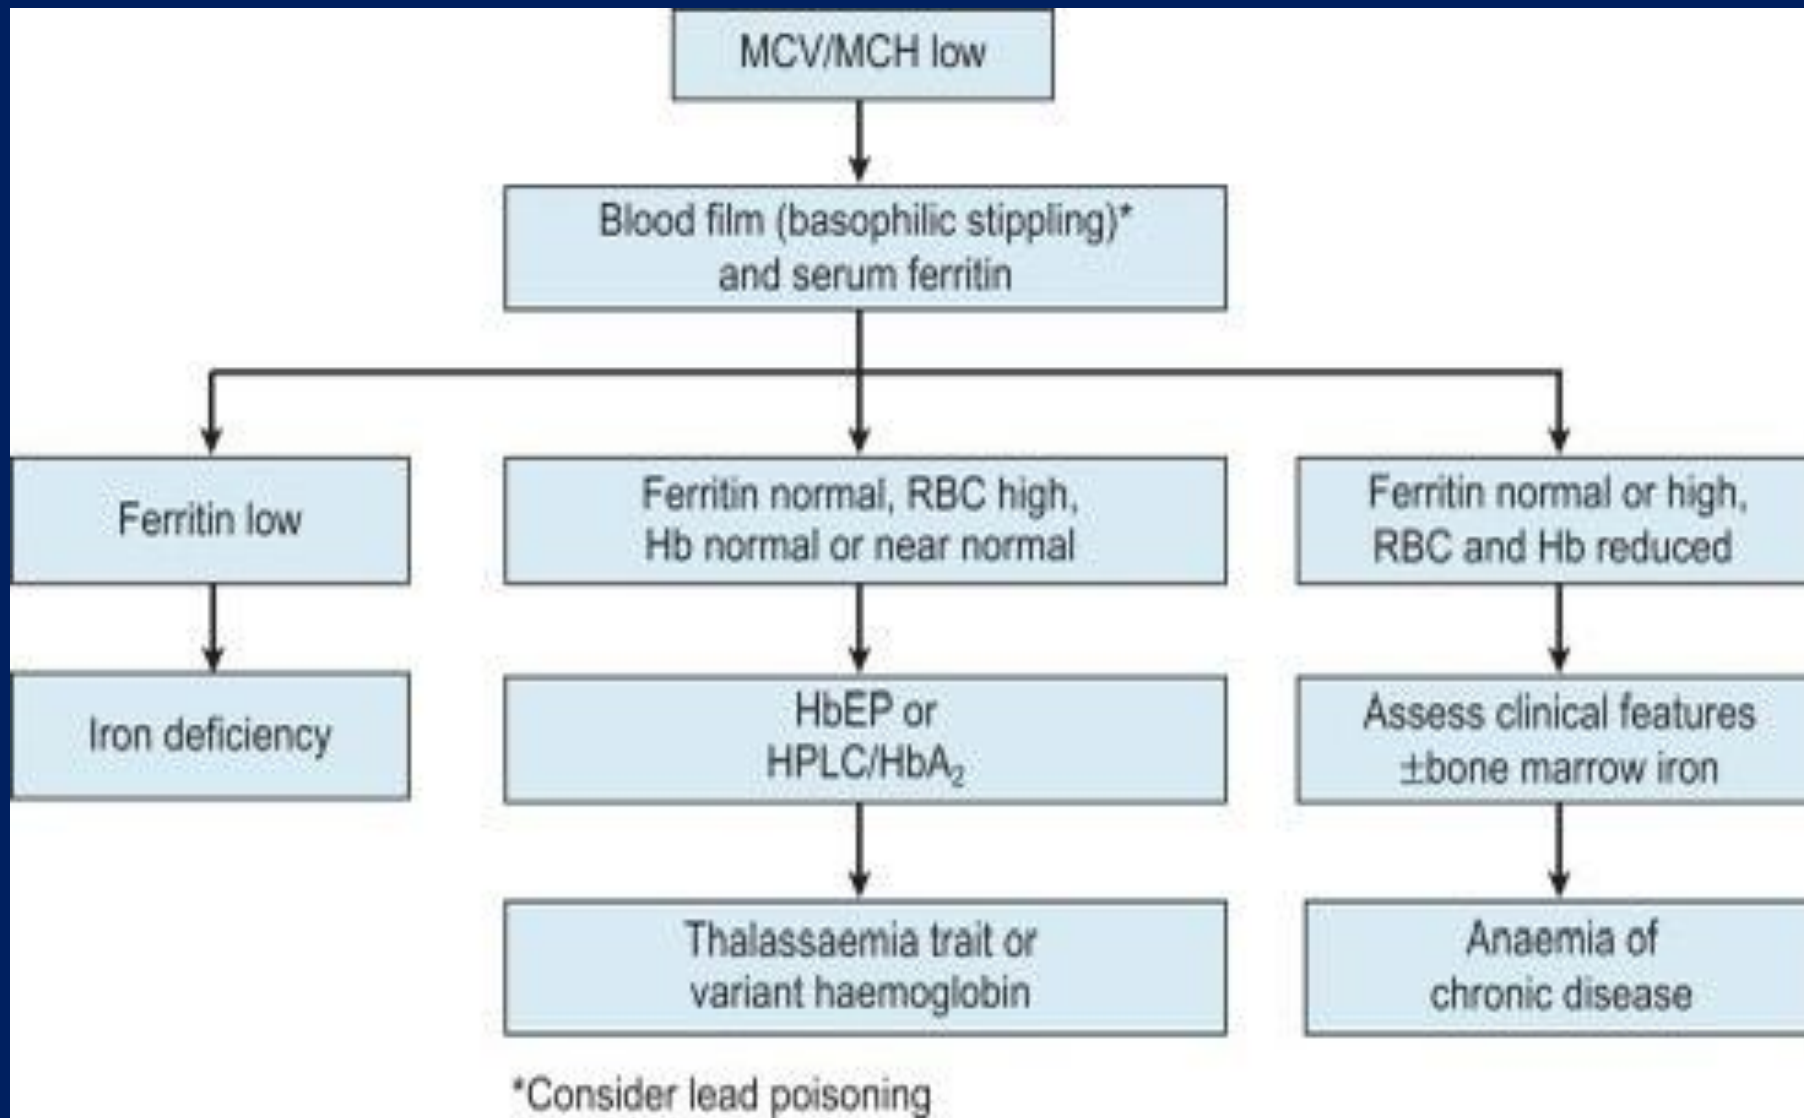 MCV/MCH low
Blood film (basophilic stippling)*
and serum ferritin
Ferritin low
Ferritin normal, RBC high,
Hb normal or near normal
Ferritin normal or high,
RBC and Hb reduced
Iron deficiency
HbEP or
HPLC/HbA₂
Assess clinical features
±bone marrow iron
Thalassaemia trait or
variant haemoglobin
Anaemia of
chronic disease
*Consider lead poisoning